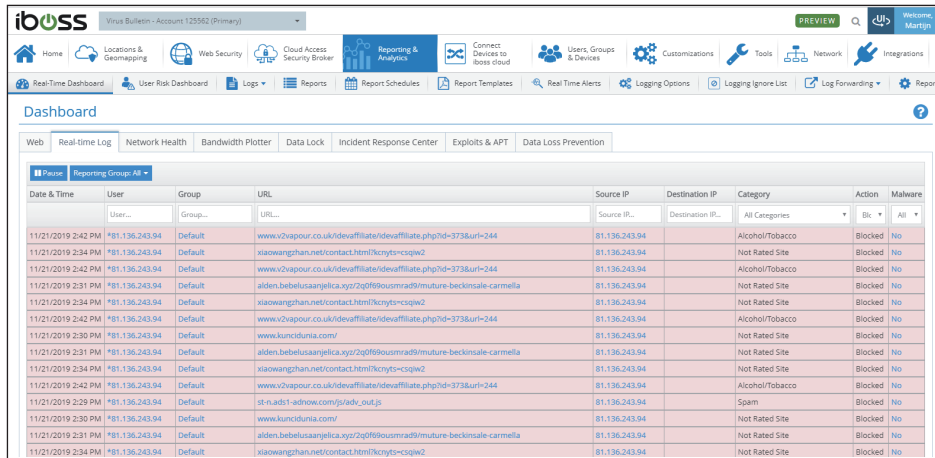 iboss
Virus Bulletin - Account 125562 (Primary)
PREVIEW
Welcome,
Martijn
Home
Locations & Geomapping
Web Security
Cloud Access Security Broker
Reporting & Analytics
Connect Devices to iboss cloud
Users, Groups & Devices
Customizations
Tools
Network
Integrations
Real-Time Dashboard User Risk Dashboard Logs Reports Report Schedules Report Templates Real Time Alerts Logging Options Logging Ignore List Log Forwarding Repor
Dashboard
Web Real-time Log Network Health Bandwidth Plotter Data Lock Incident Response Center Exploits & APT Data Loss Prevention
Pause Reporting Group: All
Date & Time User Group URL Source IP Destination IP Category Action Malware
User... Group... URL... Source IP... Destination IP... All Categories Blc All
11/21/2019 2:42 PM *81.136.243.94 Default www.v2vapour.co.uk/idevaffiliate/idevaffiliate.php?id=373&url=244 81.136.243.94 Alcohol/Tobacco Blocked No
11/21/2019 2:34 PM *81.136.243.94 Default xiaowangzhan.net/contact.html?kcnyts=csqiw2 81.136.243.94 Not Rated Site Blocked No
11/21/2019 2:42 PM *81.136.243.94 Default www.v2vapour.co.uk/idevaffiliate/idevaffiliate.php?id=373&url=244 81.136.243.94 Alcohol/Tobacco Blocked No
11/21/2019 2:31 PM *81.136.243.94 Default alden.bebelusaanjelica.xyz/2q0f69ousmrad9/muture-beckinsale-carmella 81.136.243.94 Not Rated Site Blocked No
11/21/2019 2:34 PM *81.136.243.94 Default xiaowangzhan.net/contact.html?kcnyts=csqiw2 81.136.243.94 Not Rated Site Blocked No
11/21/2019 2:42 PM *81.136.243.94 Default www.v2vapour.co.uk/idevaffiliate/idevaffiliate.php?id=373&url=244 81.136.243.94 Alcohol/Tobacco Blocked No
11/21/2019 2:30 PM *81.136.243.94 Default www.kuncidunia.com/ 81.136.243.94 Not Rated Site Blocked No
11/21/2019 2:31 PM *81.136.243.94 Default alden.bebelusaanjelica.xyz/2q0f69ousmrad9/muture-beckinsale-carmella 81.136.243.94 Not Rated Site Blocked No
11/21/2019 2:34 PM *81.136.243.94 Default xiaowangzhan.net/contact.html?kcnyts=csqiw2 81.136.243.94 Not Rated Site Blocked No
11/21/2019 2:42 PM *81.136.243.94 Default www.v2vapour.co.uk/idevaffiliate/idevaffiliate.php?id=373&url=244 81.136.243.94 Alcohol/Tobacco Blocked No
11/21/2019 2:29 PM *81.136.243.94 Default st-n.ads1-adnow.com/js/adv_out.js 81.136.243.94 Spam Blocked No
11/21/2019 2:30 PM *81.136.243.94 Default www.kuncidunia.com/ 81.136.243.94 Not Rated Site Blocked No
11/21/2019 2:31 PM *81.136.243.94 Default alden.bebelusaanjelica.xyz/2q0f69ousmrad9/muture-beckinsale-carmella 81.136.243.94 Not Rated Site Blocked No
11/21/2019 2:34 PM *81.136.243.94 Default xiaowangzhan.net/contact.html?kcnyts=csqiw2 81.136.243.94 Not Rated Site Blocked No